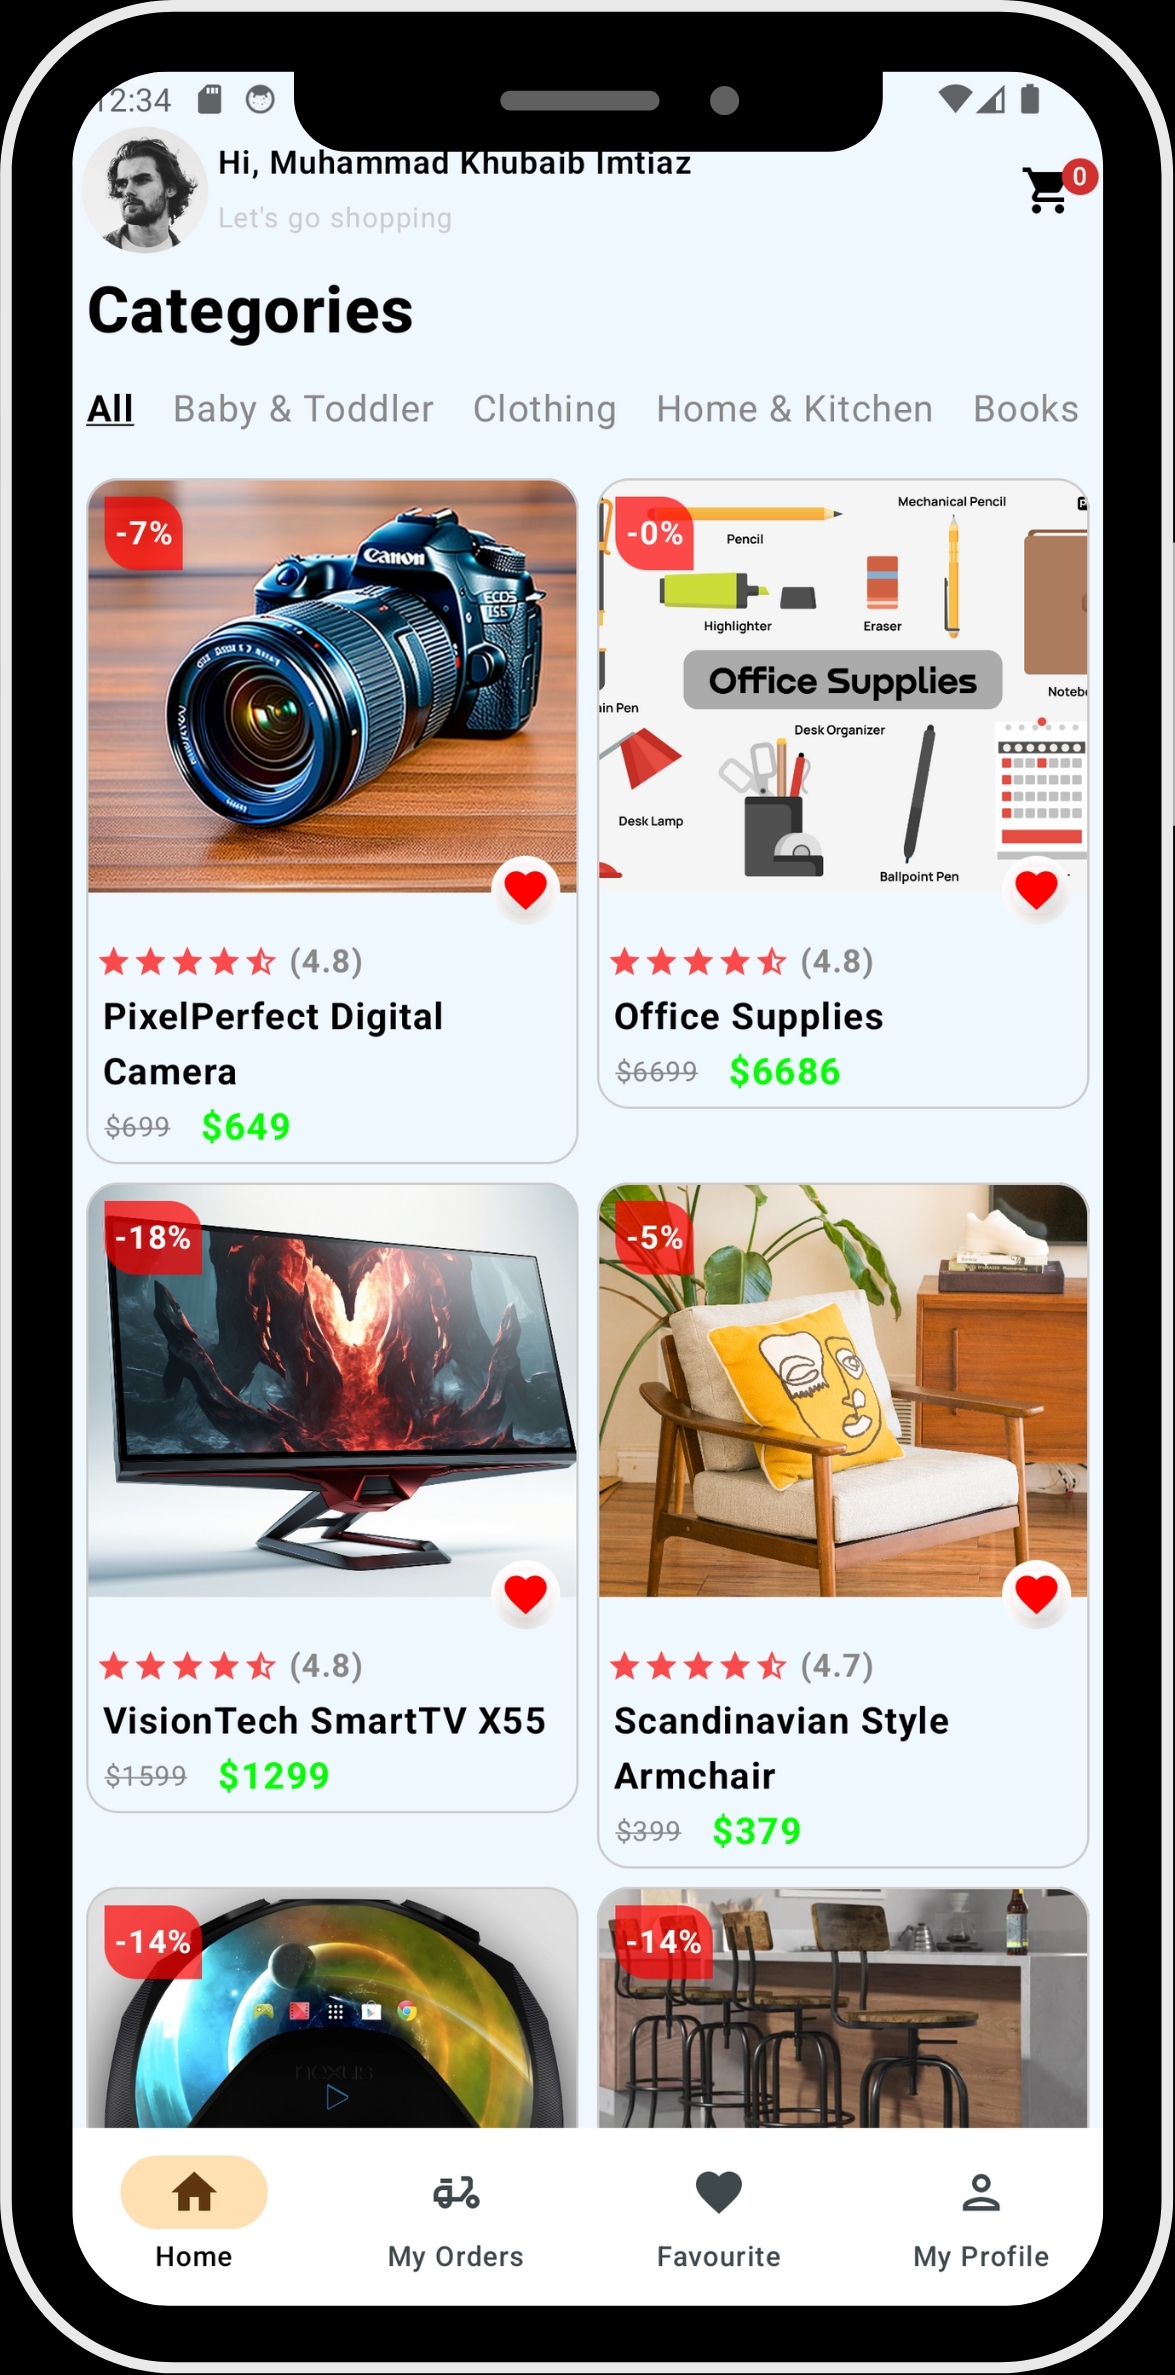 12:34
Hi, Muhammad Khubaib Imtiaz
0
Let's go shopping
Categories
All Baby & Toddler Clothing Home & Kitchen Books
-7%
Canon
EOS
-0%
Mechanical Pencil
Pencil
Highlighter
Eraser
Office Supplies
Noteb
ain Pen
Desk Organizer
Desk Lamp
Ballpoint Pen
(4.8)
PixelPerfect Digital
Camera
$699 $649
(4.8)
Office Supplies
$6699 $6686
-18%
-5%
(4.8)
VisionTech SmartTV X55
$1599 $1299
(4.7)
Scandinavian Style
Armchair
$399 $379
-14%
nexus
-14%
Home
My Orders
Favourite
My Profile